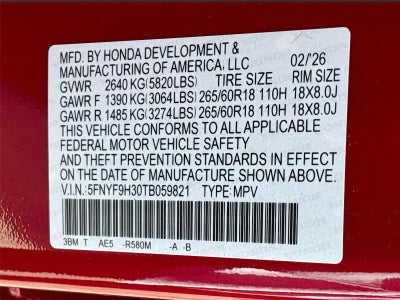 MFD. BY HONDA DEVELOPMENT &
MANUFACTURING OF AMERICA, LLC 02/'26
GVWR 2640 KG (5820LBS) TIRE SIZE RIM SIZE
GAWR F 1390 KG (3064LBS) 265/60R18 110H 18X8.0J
GAWR R 1485 KG (3274LBS) 265/60R18 110H 18X8.0J
THIS VEHICLE CONFORMS TO ALL APPLICABLE
FEDERAL MOTOR VEHICLE SAFETY
AND THEFT PREVENTION STANDARDS IN EFFECT
ON THE DATE OF MANUFACTURE SHOWN ABOVE.
V.I.N: 5FNYF9H30TB059821 TYPE: MPV
3BM T AE5 -R580M -A -B